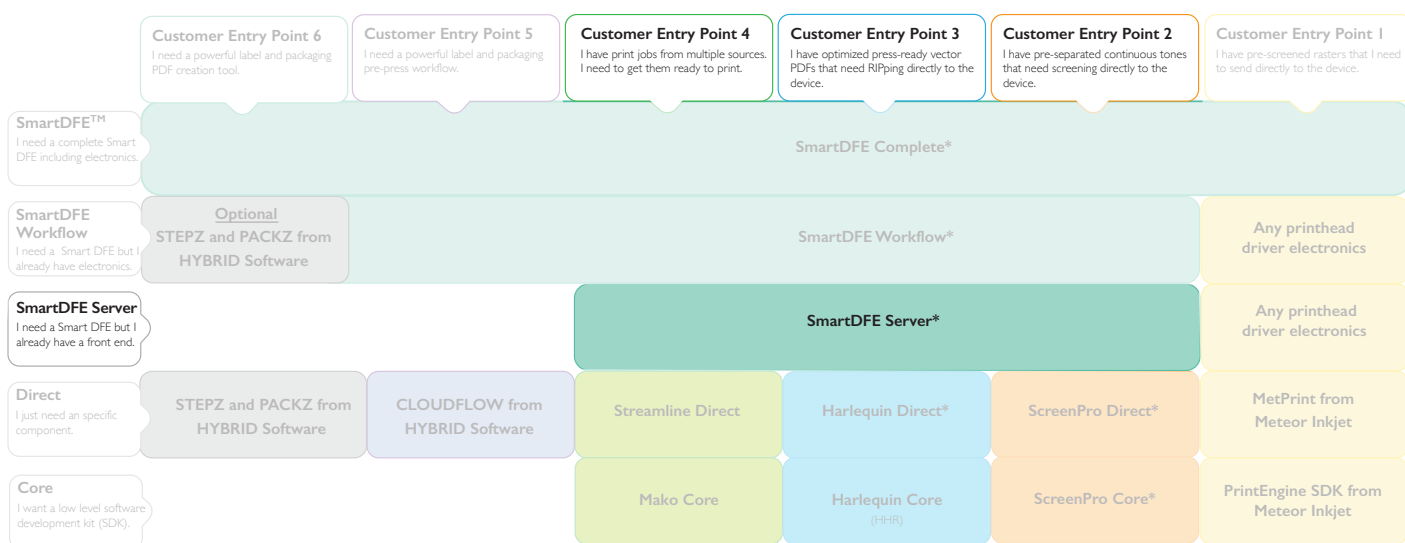 Customer Entry Point 6
I need a powerful label and packaging
PDF creation tool.
Customer Entry Point 5
I need a powerful label and packaging
pre-press workflow.
Customer Entry Point 4
I have print jobs from multiple sources.
I need to get them ready to print.
Customer Entry Point 3
I have optimized press-ready vector
PDFs that need RIPping directly to the
device.
Customer Entry Point 2
I have pre-separated continuous tones
that need screening directly to the
device.
Customer Entry Point 1
I have pre-screened rasters that I need
to send directly to the device.
SmartDFE™
I need a complete Smart
DFE including electronics.
SmartDFE Complete*
SmartDFE
Workflow
I need a Smart DFE but I
already have electronics.
Optional
STEPZ and PACKZ from
HYBRID Software
SmartDFE Workflow*
Any printhead
driver electronics
SmartDFE Server
I need a Smart DFE but I
already have a front end.
SmartDFE Server*
Any printhead
driver electronics
Direct
I just need an specific
component.
STEPZ and PACKZ from
HYBRID Software
CLOUDFLOW from
HYBRID Software
Streamline Direct
Harlequin Direct*
ScreenPro Direct*
MetPrint from
Meteor Inkjet
Core
I want a low level software
development kit (SDK).
Mako Core
Harlequin Core
(HHR)
ScreenPro Core*
PrintEngine SDK from
Meteor Inkjet